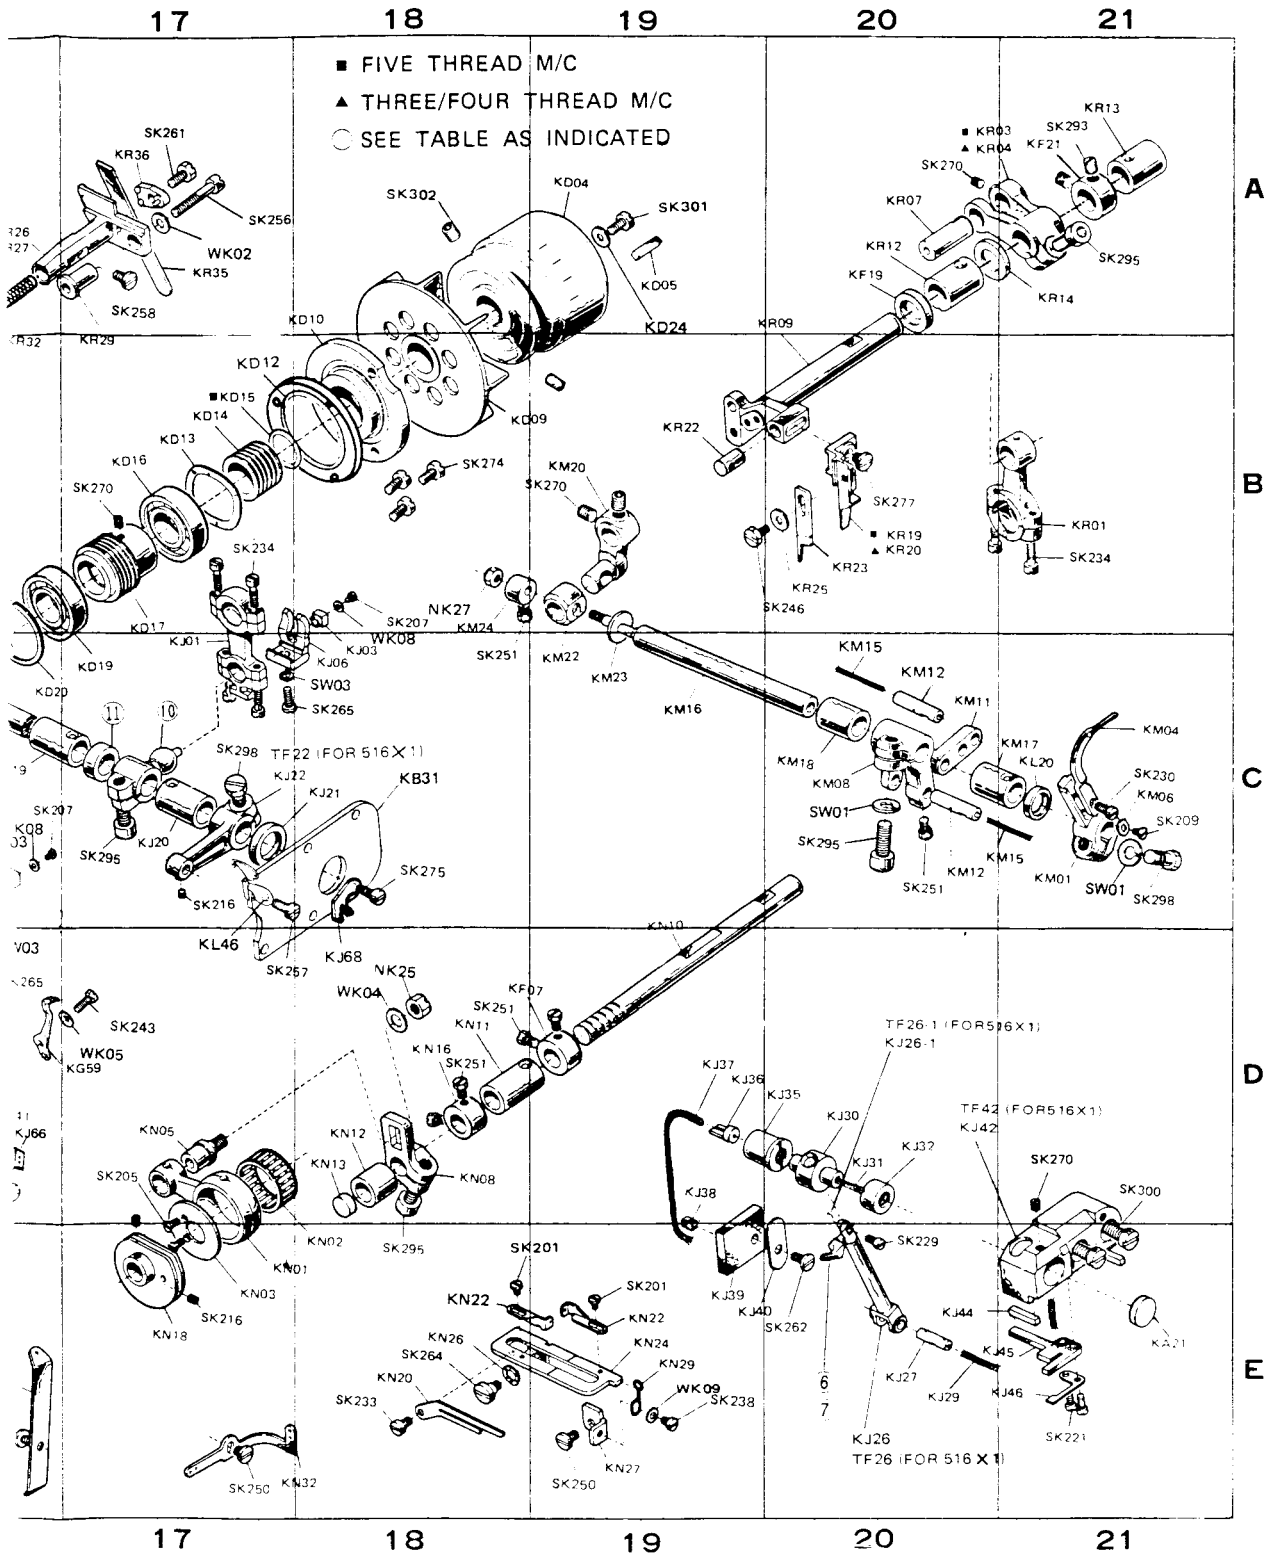 17 18 19 20 21
■ FIVE THREAD M/C
▲ THREE/FOUR THREAD M/C
○ SEE TABLE AS INDICATED
A
SK261
KR36
SK256
WK02
KR35
SK258
KR29
KR32
SK302
KD04
SK301
KD05
KD24
■ KR03
▲ KR04
SK293
KF21
KR13
SK270
KR07
KR12
KF19
SK295
KR14
KR09
B
KD10
KD12
■KD15
KD14
KD13
KD16
SK270
KD09
SK274
KM20
SK270
KR22
SK277
■ KR19
▲ KR20
KR23
KR25
SK246
KR01
SK234
SK234
KD17
KD19
KD20
KJ01
SK207
WK08
KJ03
KJ06
SW03
SK265
NK27
KM24
SK251
KM22
KM23
C
KM16
KM15
KM12
KM11
KM18
KM08
KM17
KL20
KM04
SK230
KM06
SK209
SW01
SK295
SK251
KM12
KM15
KM01
SW01
SK298
11
10
SK298
TF22 (FOR 516X1)
KJ22
KB31
KJ21
SK207
SK295
KJ20
SK216
SK275
KL46
SK257
KJ68
D
SK243
WK05
KG59
KJ66
NK25
WK04
KF07
SK251
KN11
KN16
SK251
KN10
KN05
KN12
KN13
KN08
SK205
KN02
SK295
KN01
KN03
TF26-1 (FOR516X1)
KJ26-1
KJ37
KJ36
KJ35
KJ30
KJ31
KJ32
KJ38
TF42 (FOR516X1)
KJ42
SK270
SK300
E
KN18
SK216
SK201
KN22
SK201
KN22
KN24
KN26
SK264
KN20
SK233
KN29
WK09
SK238
KN27
SK250
SK250
KN32
KJ39
KJ40
SK262
SK229
6
7
KJ27
KJ29
KJ26
TF26 (FOR 516X1)
KJ44
KJ45
KJ46
SK221
KA21
17 18 19 20 21